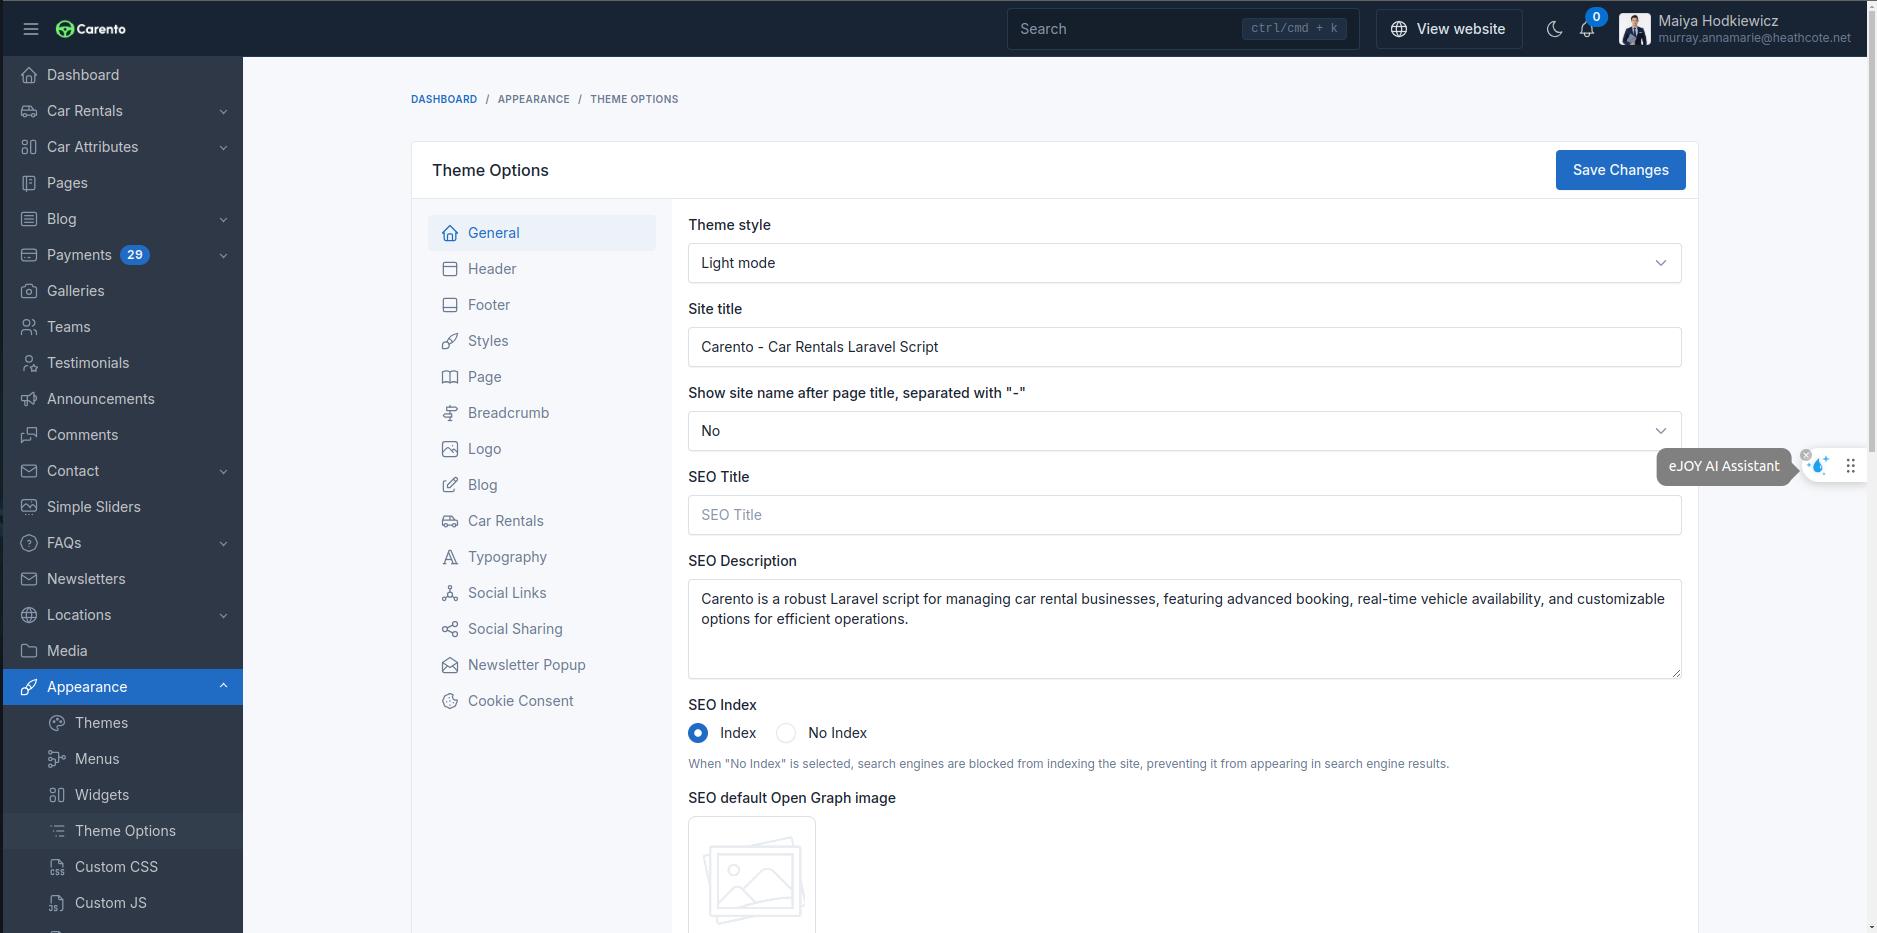 Carento
Search
ctrl/cmd + k
View website
0
Maiya Hodkiewicz
murray.annamarie@heathcote.net
Dashboard
Car Rentals
Car Attributes
Pages
Blog
Payments 29
Galleries
Teams
Testimonials
Announcements
Comments
Contact
Simple Sliders
FAQs
Newsletters
Locations
Media
Appearance
Themes
Menus
Widgets
Theme Options
Custom CSS
Custom JS
DASHBOARD / APPEARANCE / THEME OPTIONS
Theme Options
Save Changes
General
Header
Footer
Styles
Page
Breadcrumb
Logo
Blog
Car Rentals
Typography
Social Links
Social Sharing
Newsletter Popup
Cookie Consent
Theme style
Light mode
Site title
Carento - Car Rentals Laravel Script
Show site name after page title, separated with "-"
No
SEO Title
SEO Title
SEO Description
Carento is a robust Laravel script for managing car rental businesses, featuring advanced booking, real-time vehicle availability, and customizable
options for efficient operations.
SEO Index
Index
No Index
When "No Index" is selected, search engines are blocked from indexing the site, preventing it from appearing in search engine results.
SEO default Open Graph image
eJOY AI Assistant